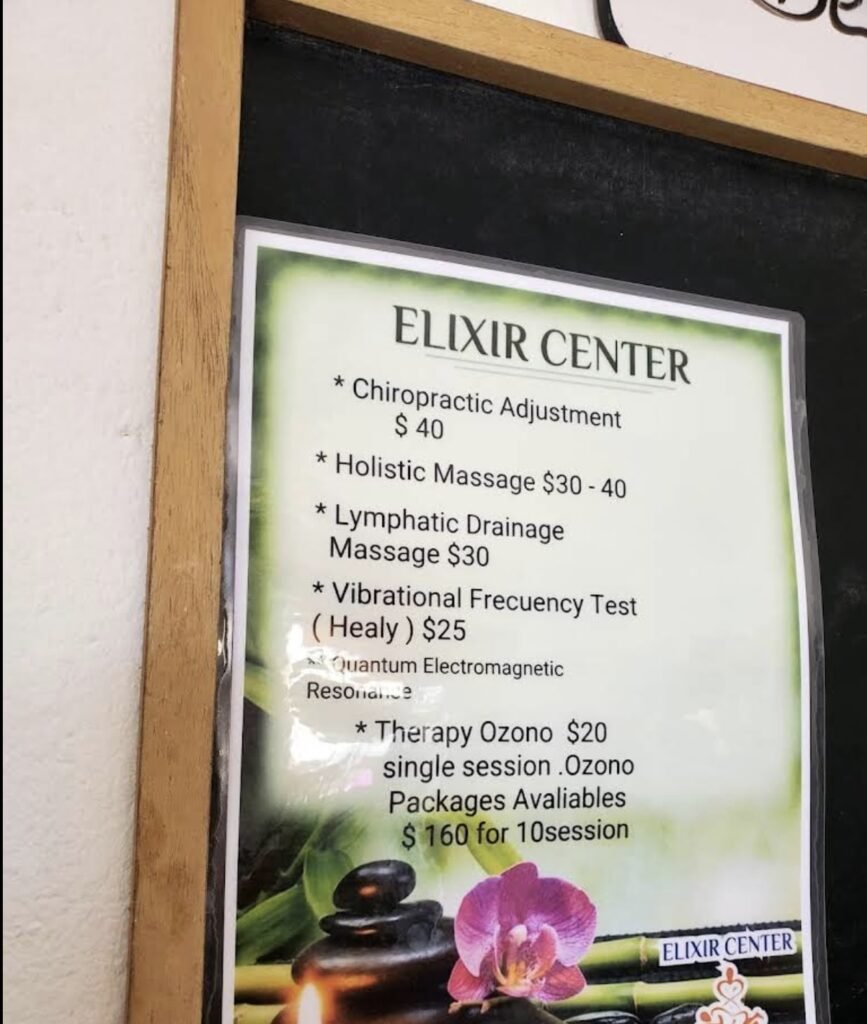 ELIXIR CENTER
* Chiropractic Adjustment
$ 40
* Holistic Massage $30 - 40
* Lymphatic Drainage
Massage $30
* Vibrational Frecuency Test
( Healy ) $25
** Quantum Electromagnetic
Resonance
* Therapy Ozono $20
single session .Ozono
Packages Avaliables
$ 160 for 10session
ELIXIR CENTER